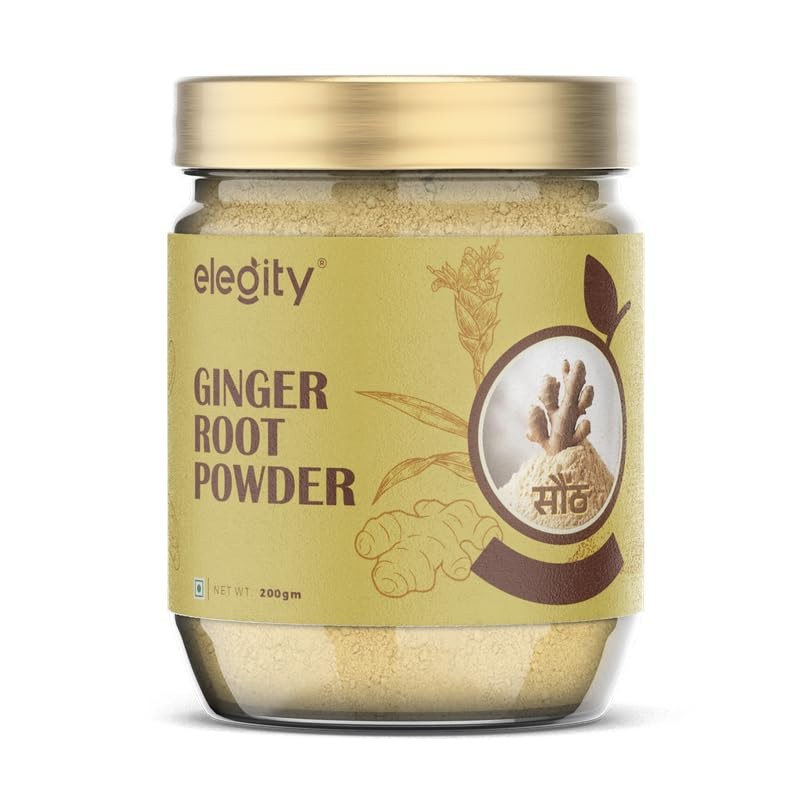 elegity®
GINGER
ROOT
POWDER
सौंठ
NET WT. 200gm